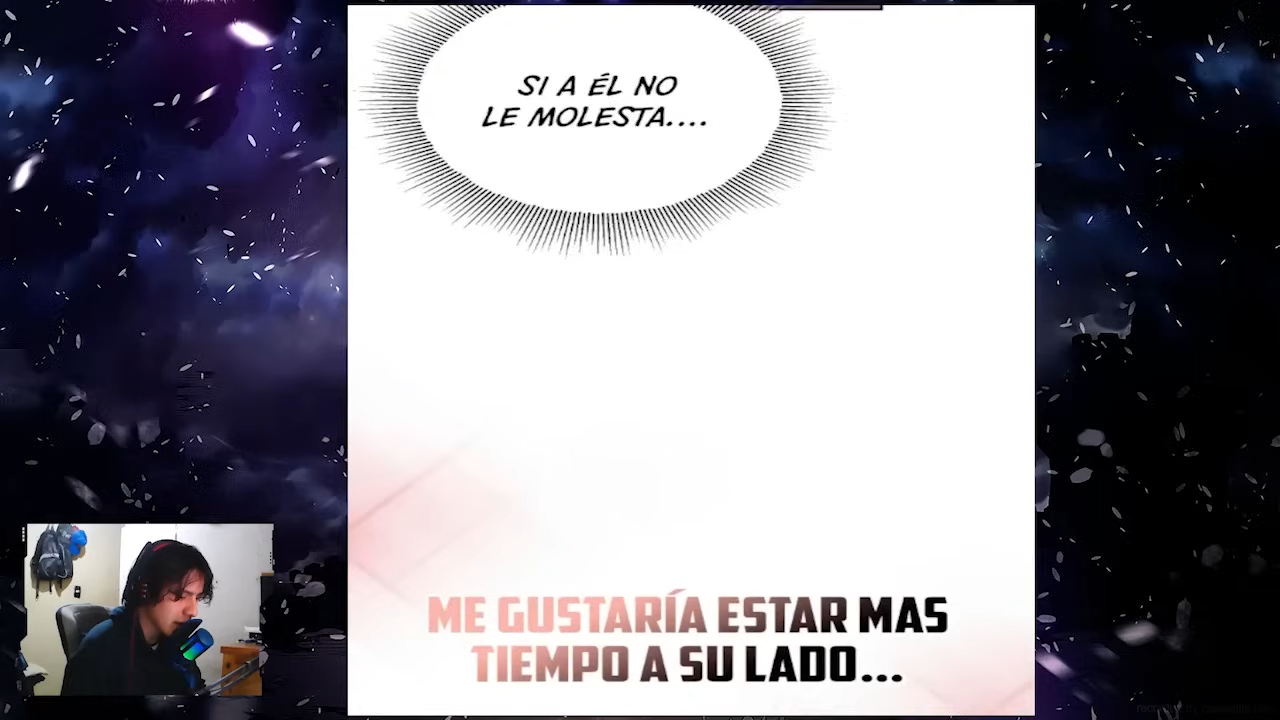 SI A ÉL NO
LE MOLESTA....
ME GUSTARÍA ESTAR MAS
TIEMPO A SU LADO...